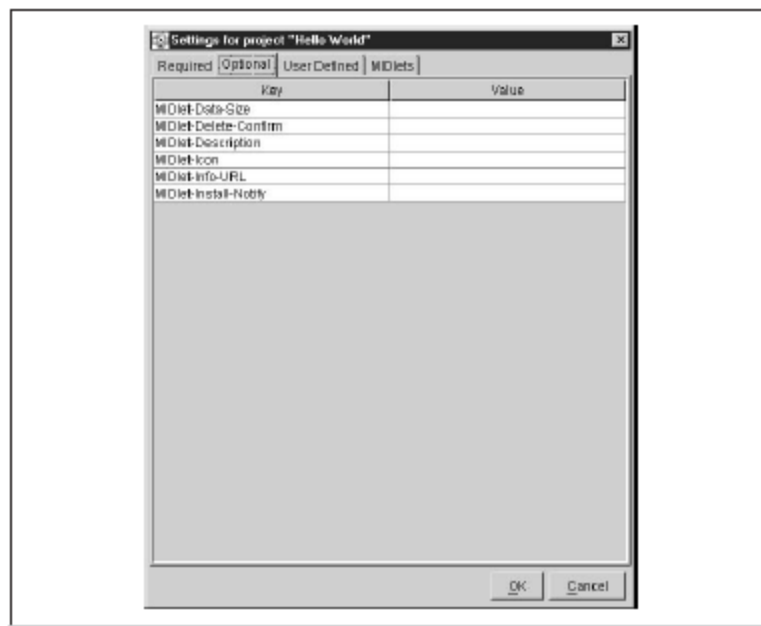 Settings for project "Hello World"
Required Optional User Defined MIDlets
Key Value
MIDlet-Data-Size
MIDlet-Delete-Confirm
MIDlet-Description
MIDlet-Icon
MIDlet-Info-URL
MIDlet-Install-Notify
OK Cancel